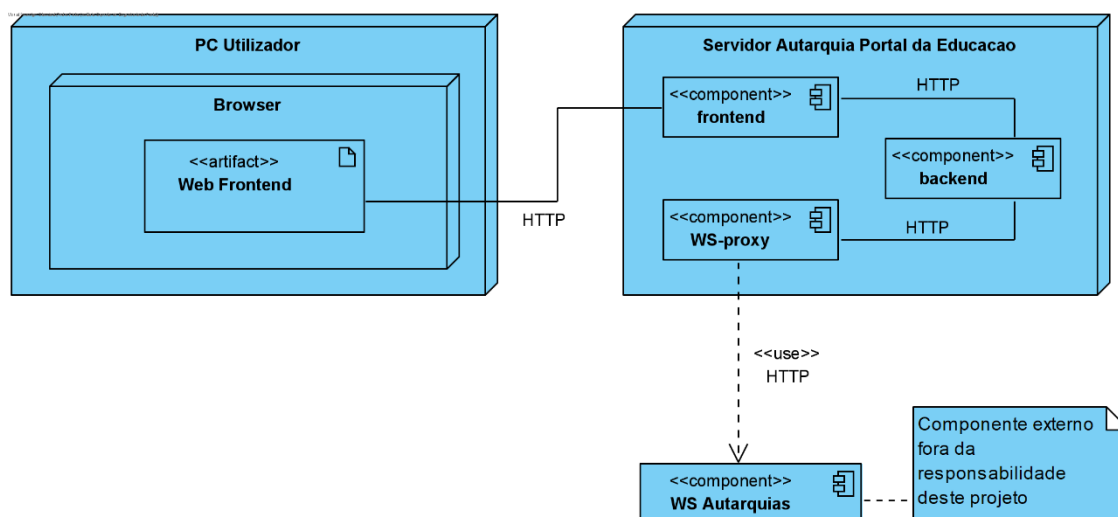 PC Utilizador
Browser
<<artifact>>
Web Frontend
HTTP
Servidor Autarquia Portal da Educacao
<<component>>
frontend
HTTP
<<component>>
backend
<<component>>
WS-proxy
HTTP
<<use>>
HTTP
<<component>>
WS Autarquias
Componente externo
fora da
responsabilidade
deste projeto